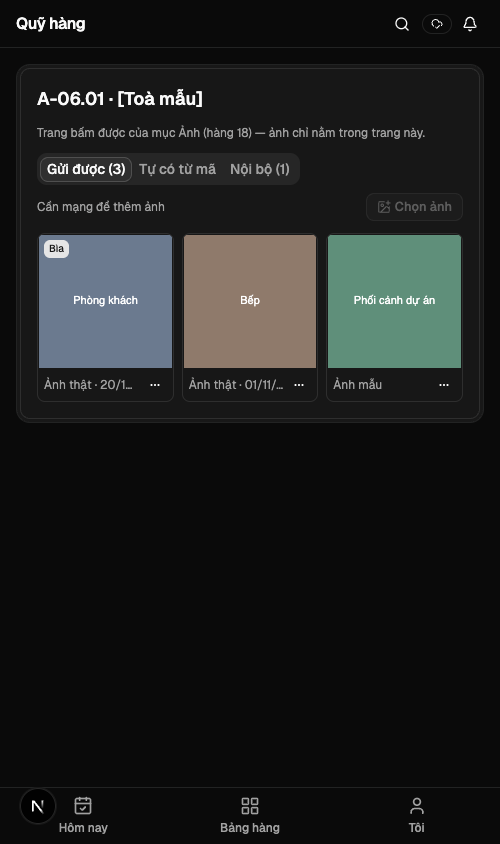 Quỹ hàng
A-06.01 · [Toà mẫu]
Trang bấm được của mục Ảnh (hàng 18) — ảnh chỉ nằm trong trang này.
Gửi được (3) Tự có từ mã Nội bộ (1)
Cần mạng để thêm ảnh Chọn ảnh
Bìa
Phòng khách Bếp Phối cảnh dự án
Ảnh thật · 20/1... Ảnh thật · 01/11/... Ảnh mẫu
N
Hôm nay Bảng hàng Tôi